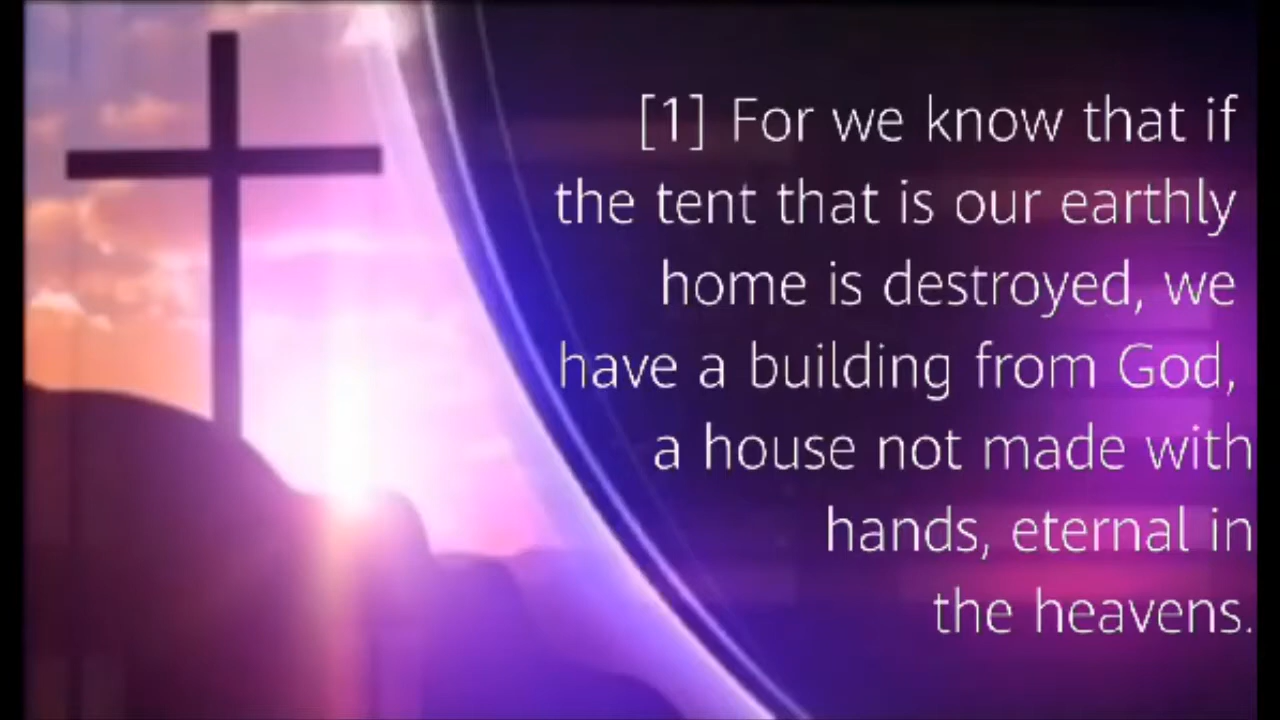 [1] For we know that if
the tent that is our earthly
home is destroyed, we
have a building from God,
a house not made with
hands, eternal in
the heavens.